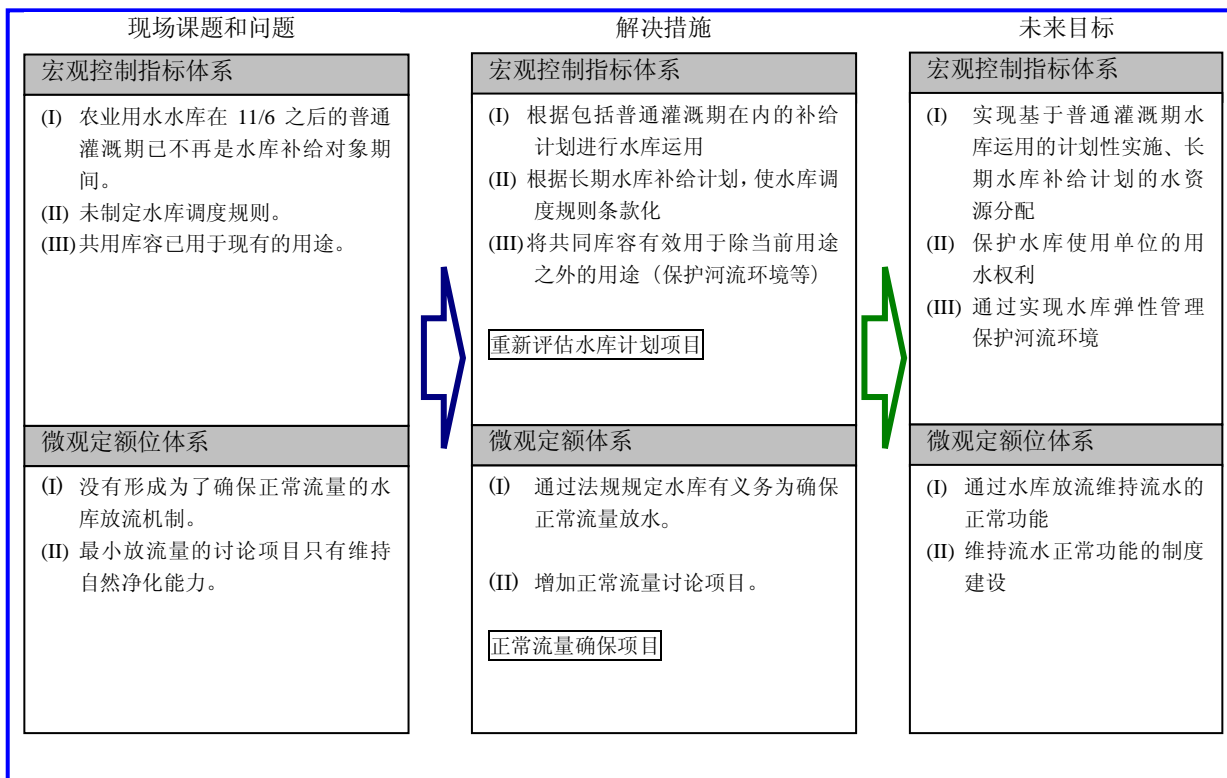 现场课题和问题
宏观控制指标体系
(I) 农业用水水库在 11/6 之后的普通
灌溉期已不再是水库补给对象期
间。
(II) 未制定水库调度规则。
(III) 共用库容已用于现有的用途。
微观定额位体系
(I) 没有形成为了确保正常流量的水
库放流机制。
(II) 最小放流量的讨论项目只有维持
自然净化能力。
解决措施
宏观控制指标体系
(I) 根据包括普通灌溉期在内的补给
计划进行水库运用
(II) 根据长期水库补给计划，使水库调
度规则条款化
(III) 将共同库容有效用于除当前用途
之外的用途（保护河流环境等）
重新评估水库计划项目
微观定额体系
(I) 通过法规规定水库有义务为确保
正常流量放水。
(II) 增加正常流量讨论项目。
正常流量确保项目
未来目标
宏观控制指标体系
(I) 实现基于普通灌溉期水
库运用的计划性实施、长
期水库补给计划的水资
源分配
(II) 保护水库使用单位的用
水权利
(III) 通过实现水库弹性管理
保护河流环境
微观定额位体系
(I) 通过水库放流维持流水的
正常功能
(II) 维持流水正常功能的制度
建设